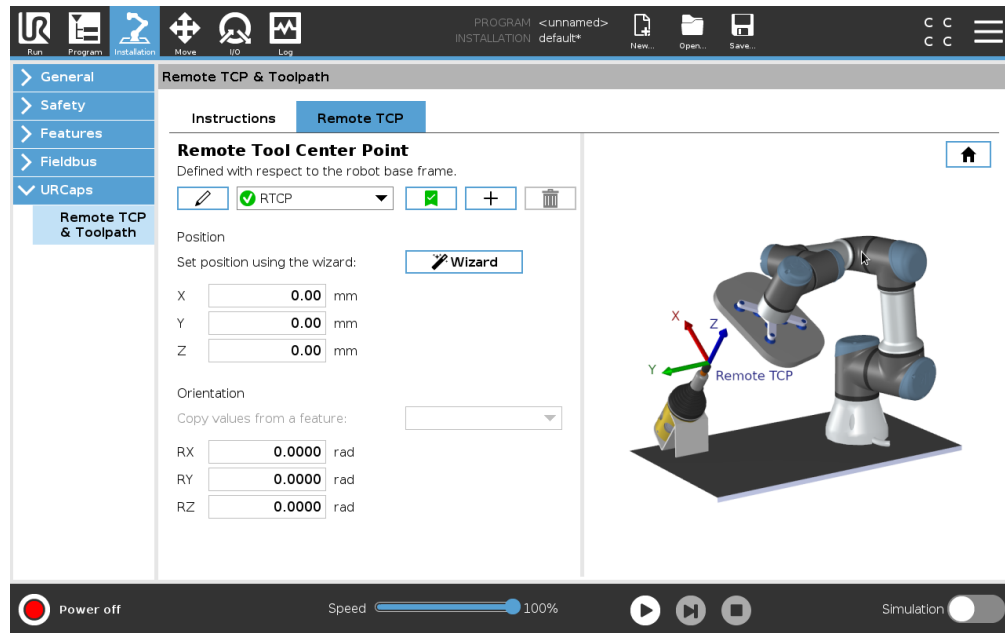 PROGRAM <unnamed>
INSTALLATION default*
UR
Run
Program
Installation
Move
I/O
Log
New...
Open...
Save...
C C
C C
General
Safety
Features
Fieldbus
URCaps
Remote TCP
& Toolpath
Remote TCP & Toolpath
Instructions
Remote TCP
Remote Tool Center Point
Defined with respect to the robot base frame.
RTCP
Position
Set position using the wizard:
Wizard
X 0.00 mm
Y 0.00 mm
Z 0.00 mm
Orientation
Copy values from a feature:
RX 0.0000 rad
RY 0.0000 rad
RZ 0.0000 rad
X
Z
Y
Remote TCP
Power off
Speed 100%
Simulation